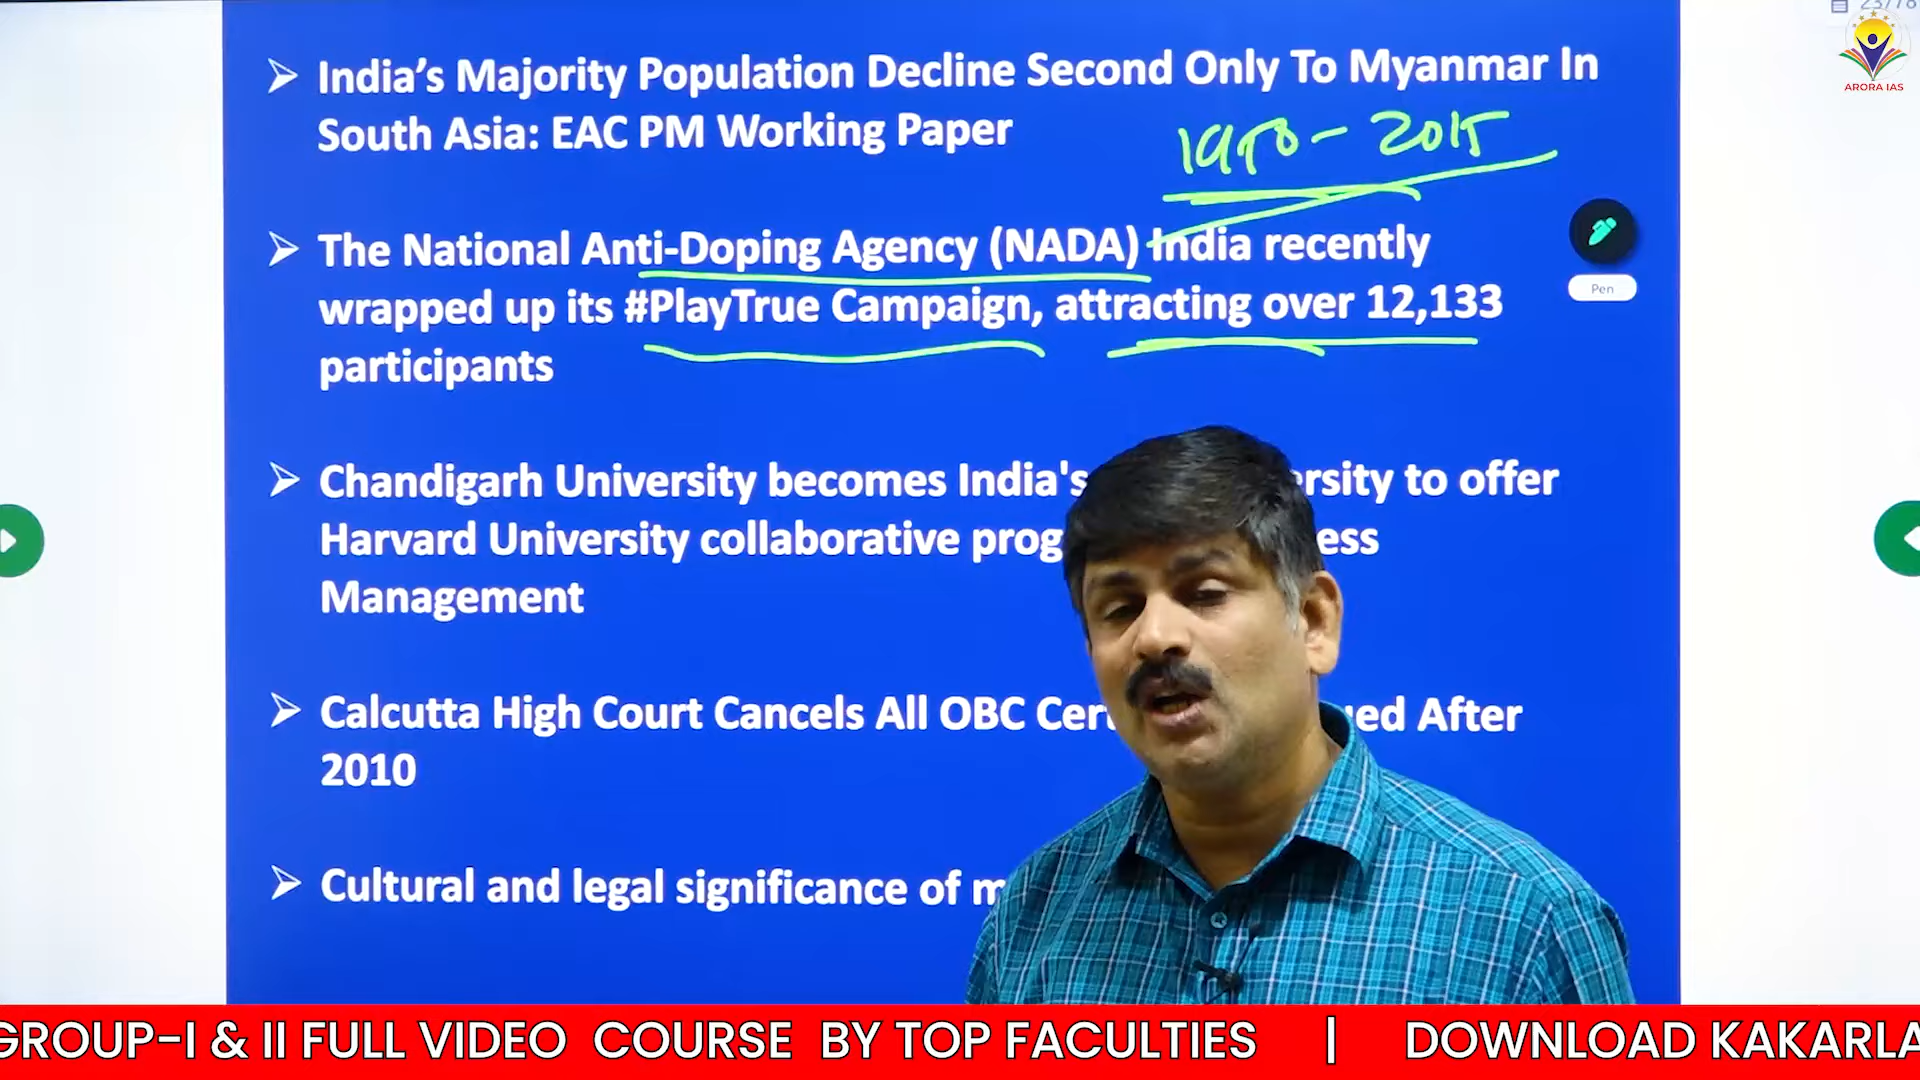 23/78
ARORA IAS
➢ India’s Majority Population Decline Second Only To Myanmar In
South Asia: EAC PM Working Paper
1950 - 2015
➢ The National Anti-Doping Agency (NADA) India recently
wrapped up its #PlayTrue Campaign, attracting over 12,133
participants
Pen
➢ Chandigarh University becomes India's rsity to offer
Harvard University collaborative prog ess
Management
➢ Calcutta High Court Cancels All OBC Cer ued After
2010
➢ Cultural and legal significance of m
GROUP-I & II FULL VIDEO COURSE BY TOP FACULTIES | DOWNLOAD KAKARLA